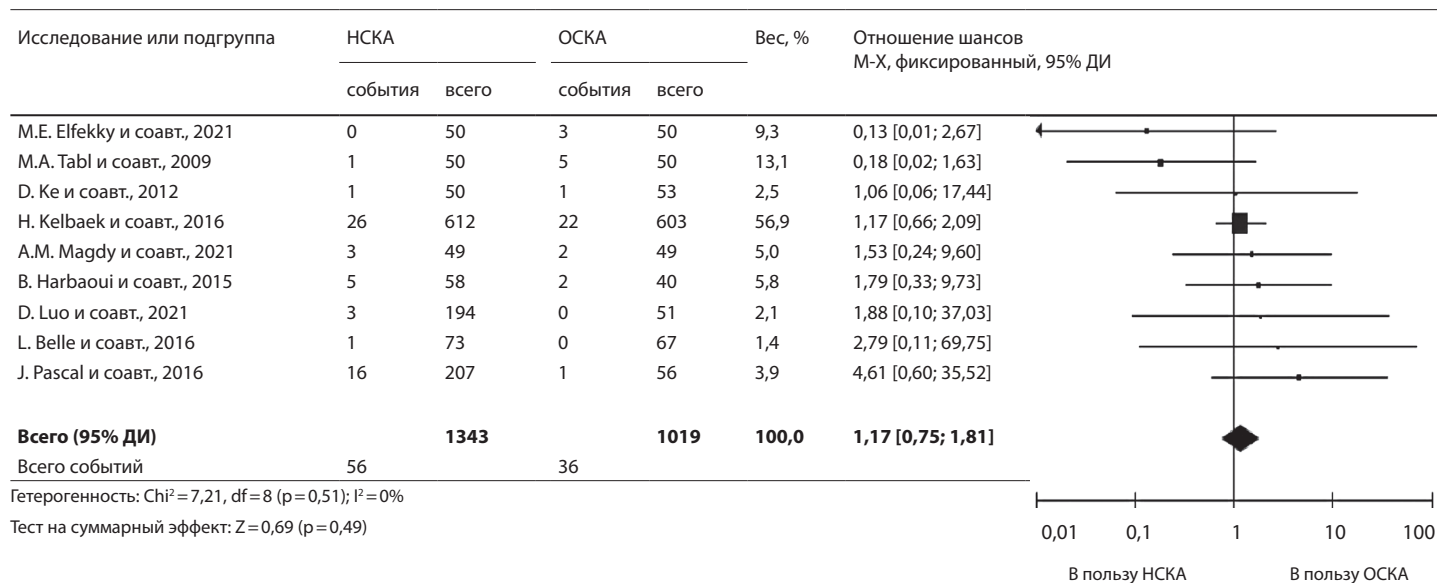 Исследование или подгруппа НСКА ОСКА Вес, % Отношение шансов
М-Х, фиксированный, 95% ДИ
события всего события всего
M.E. Elfekky и соавт., 2021 0 50 3 50 9,3 0,13 [0,01; 2,67]
M.A. Tabl и соавт., 2009 1 50 5 50 13,1 0,18 [0,02; 1,63]
D. Ke и соавт., 2012 1 50 1 53 2,5 1,06 [0,06; 17,44]
H. Kelbaek и соавт., 2016 26 612 22 603 56,9 1,17 [0,66; 2,09]
A.M. Magdy и соавт., 2021 3 49 2 49 5,0 1,53 [0,24; 9,60]
B. Harbaoui и соавт., 2015 5 58 2 40 5,8 1,79 [0,33; 9,73]
D. Luo и соавт., 2021 3 194 0 51 2,1 1,88 [0,10; 37,03]
L. Belle и соавт., 2016 1 73 0 67 1,4 2,79 [0,11; 69,75]
J. Pascal и соавт., 2016 16 207 1 56 3,9 4,61 [0,60; 35,52]
Всего (95% ДИ) 1343 1019 100,0 1,17 [0,75; 1,81]
Всего событий 56 36
Гетерогенность: Chi² = 7,21, df = 8 (p = 0,51); I² = 0%
Тест на суммарный эффект: Z = 0,69 (p = 0,49)
0,01 0,1 1 10 100
В пользу НСКА В пользу ОСКА